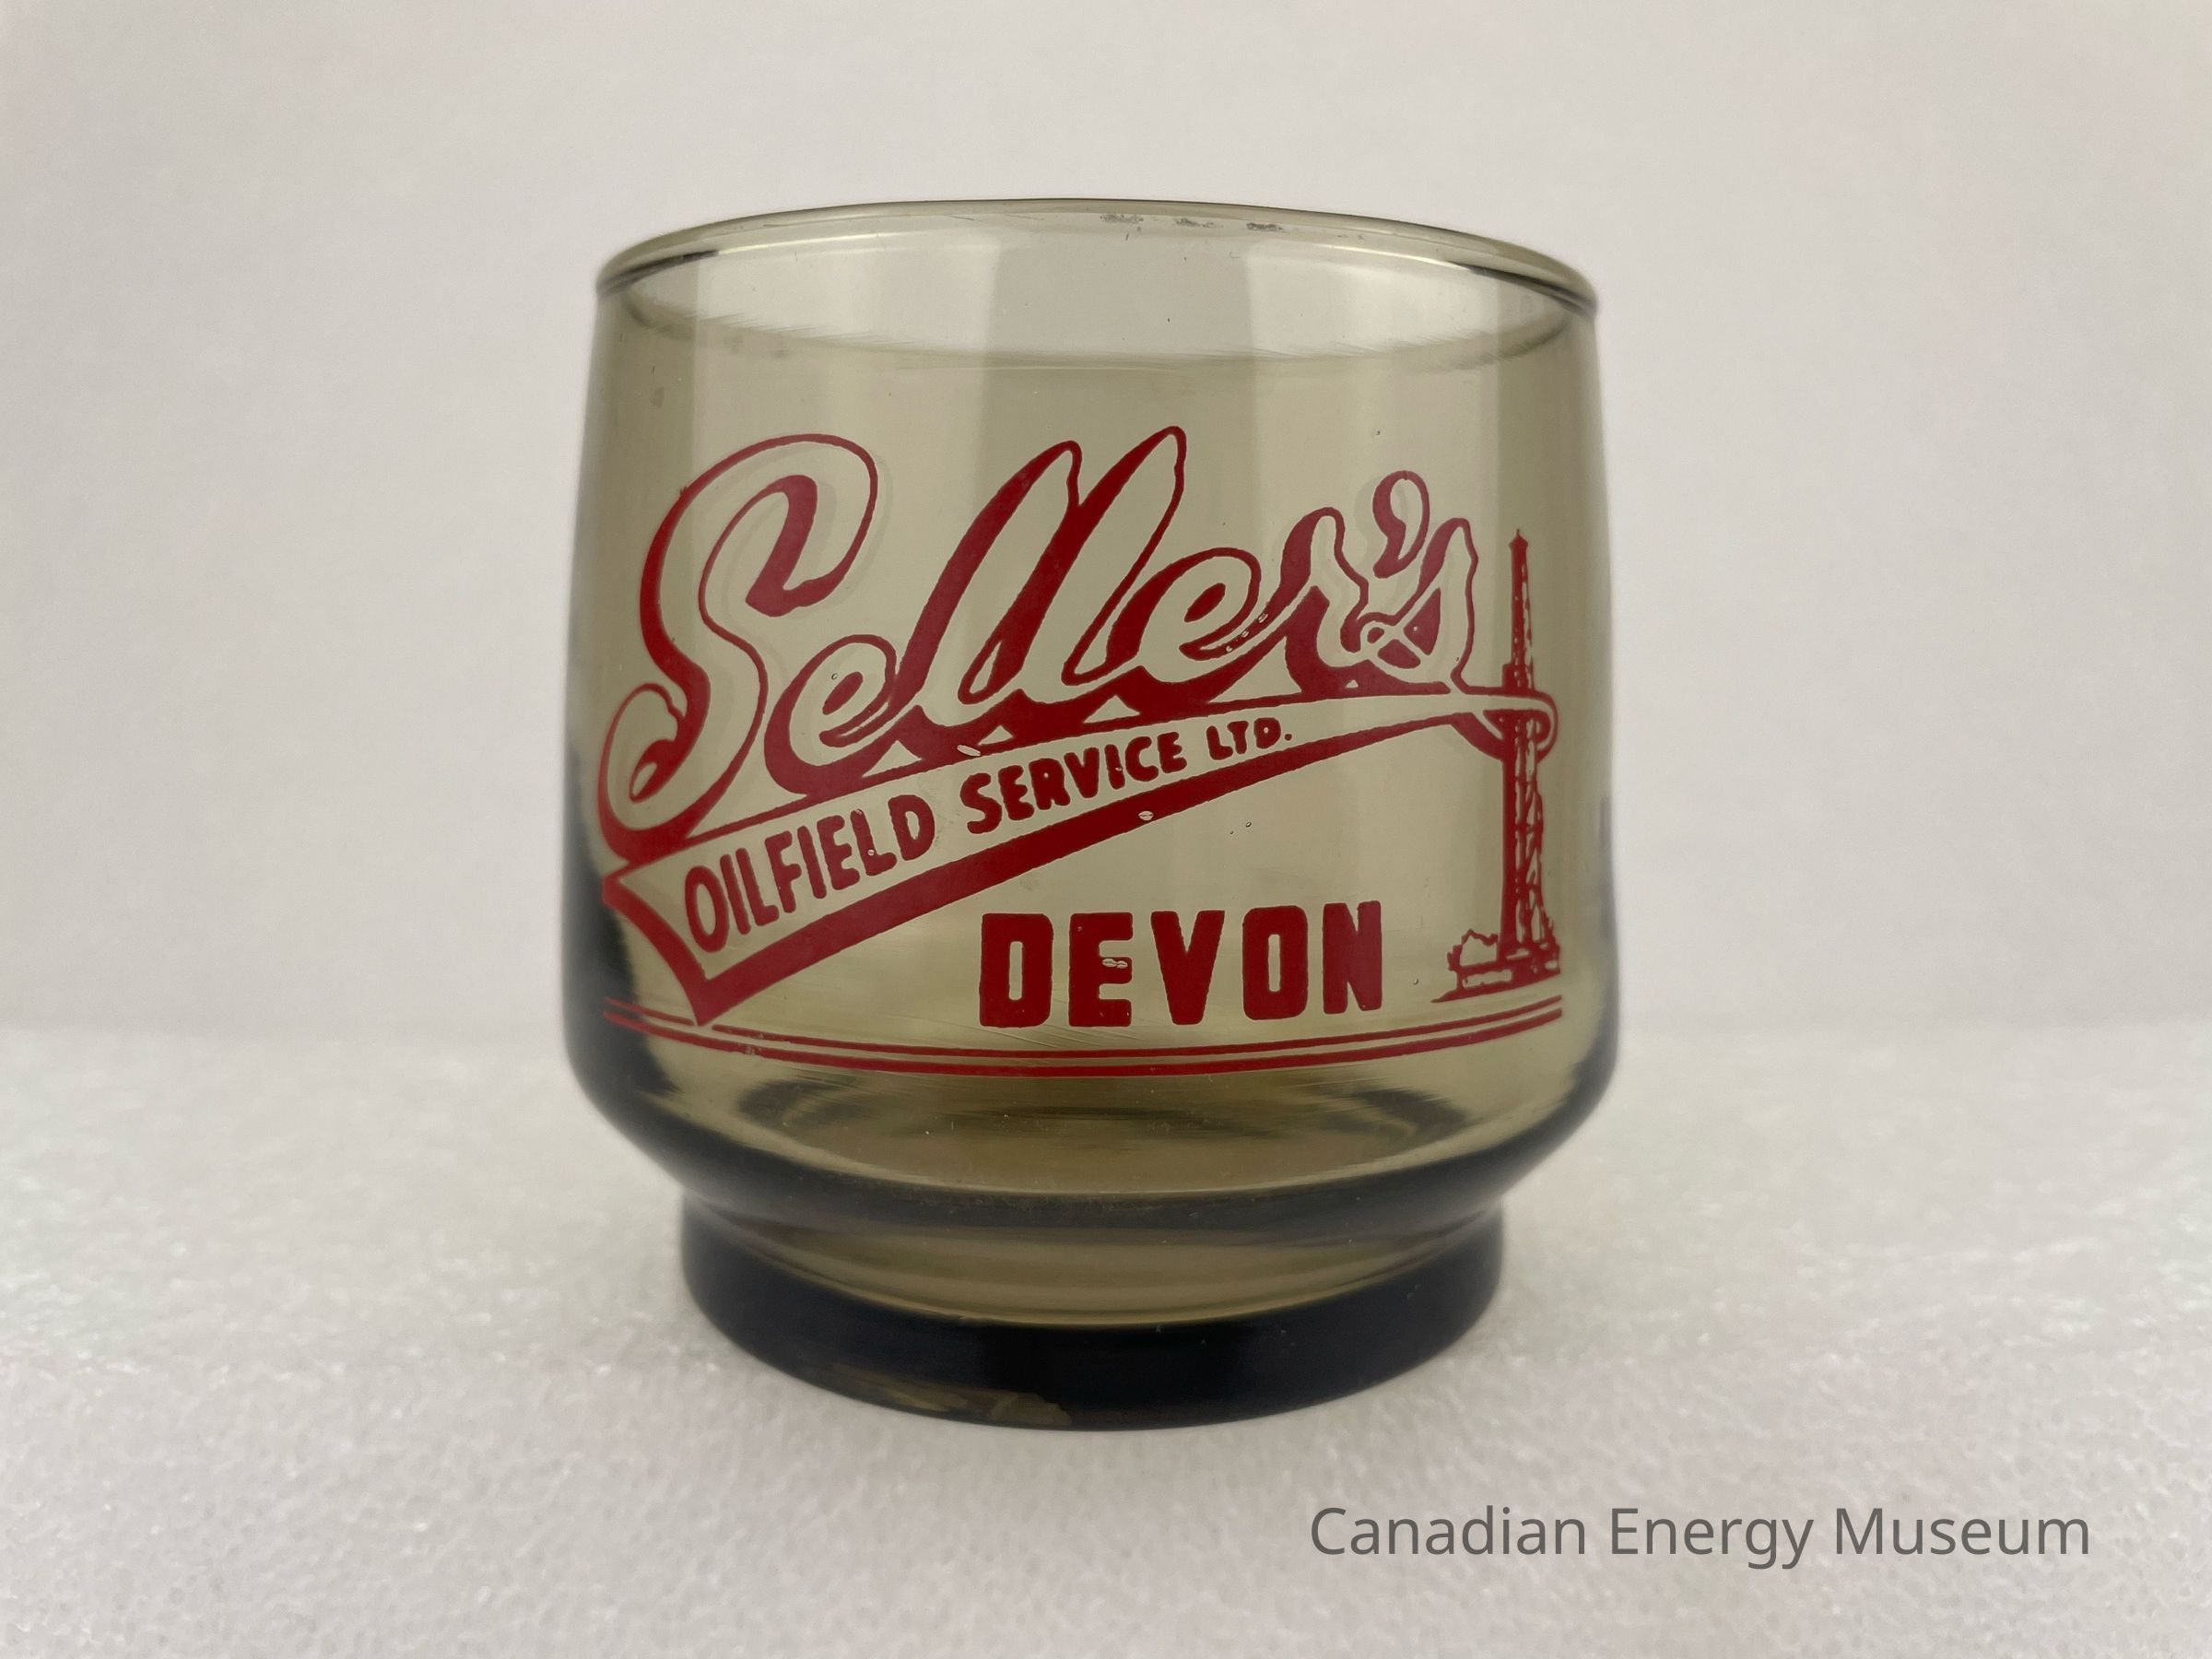 Seller's
OILFIELD SERVICE LTD.
DEVON
Canadian Energy Museum